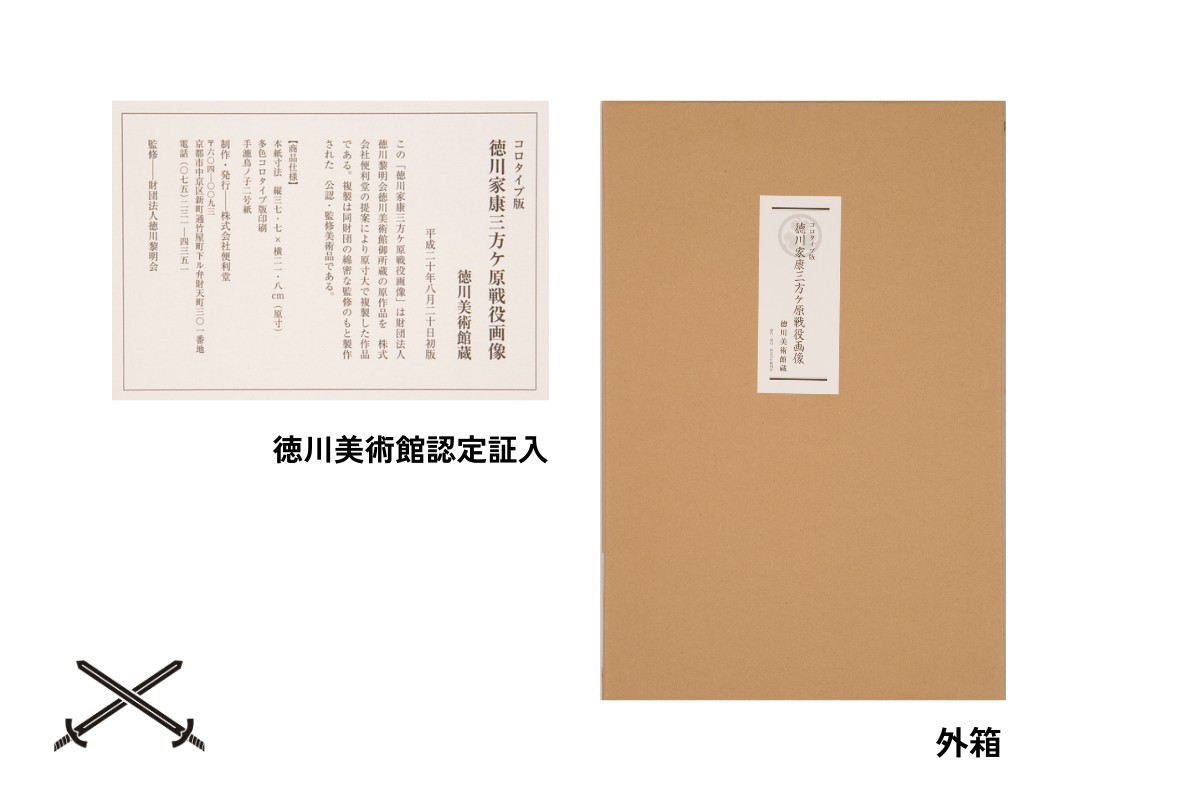 コロタイプ版
徳川家康三方ケ原戦役画像
徳川美術館蔵
平成二十年八月二十日初版
この「徳川家康三方ケ原戦役画像」は財団法人
徳川黎明会徳川美術館御所蔵の原作品を 株式
会社便利堂の提案により原寸大で複製した作品
である。複製は同財団の綿密な監修のもと製作
された 公認・監修美術品である。
【商品仕様】
本紙寸法 縦三七・七×横二一・八cm（原寸）
多色コロタイプ版印刷
手漉鳥ノ子二号紙
制作・発行──株式会社便利堂
〒六〇四─〇〇九三
京都市中京区新町通竹屋町下ル弁財天町三〇一番地
電話（〇七五）二三一─四三五一
監修──財団法人徳川黎明会
徳川美術館認定証入
コロタイプ版
徳川家康三方ケ原戦役画像
徳川美術館蔵
外箱